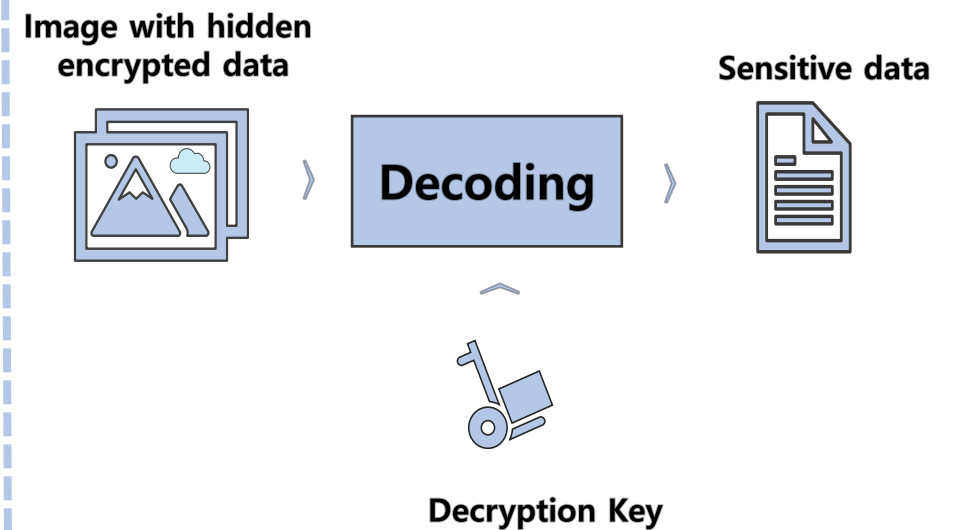 Image with hidden
encrypted data
Sensitive data
Decoding
Decryption Key